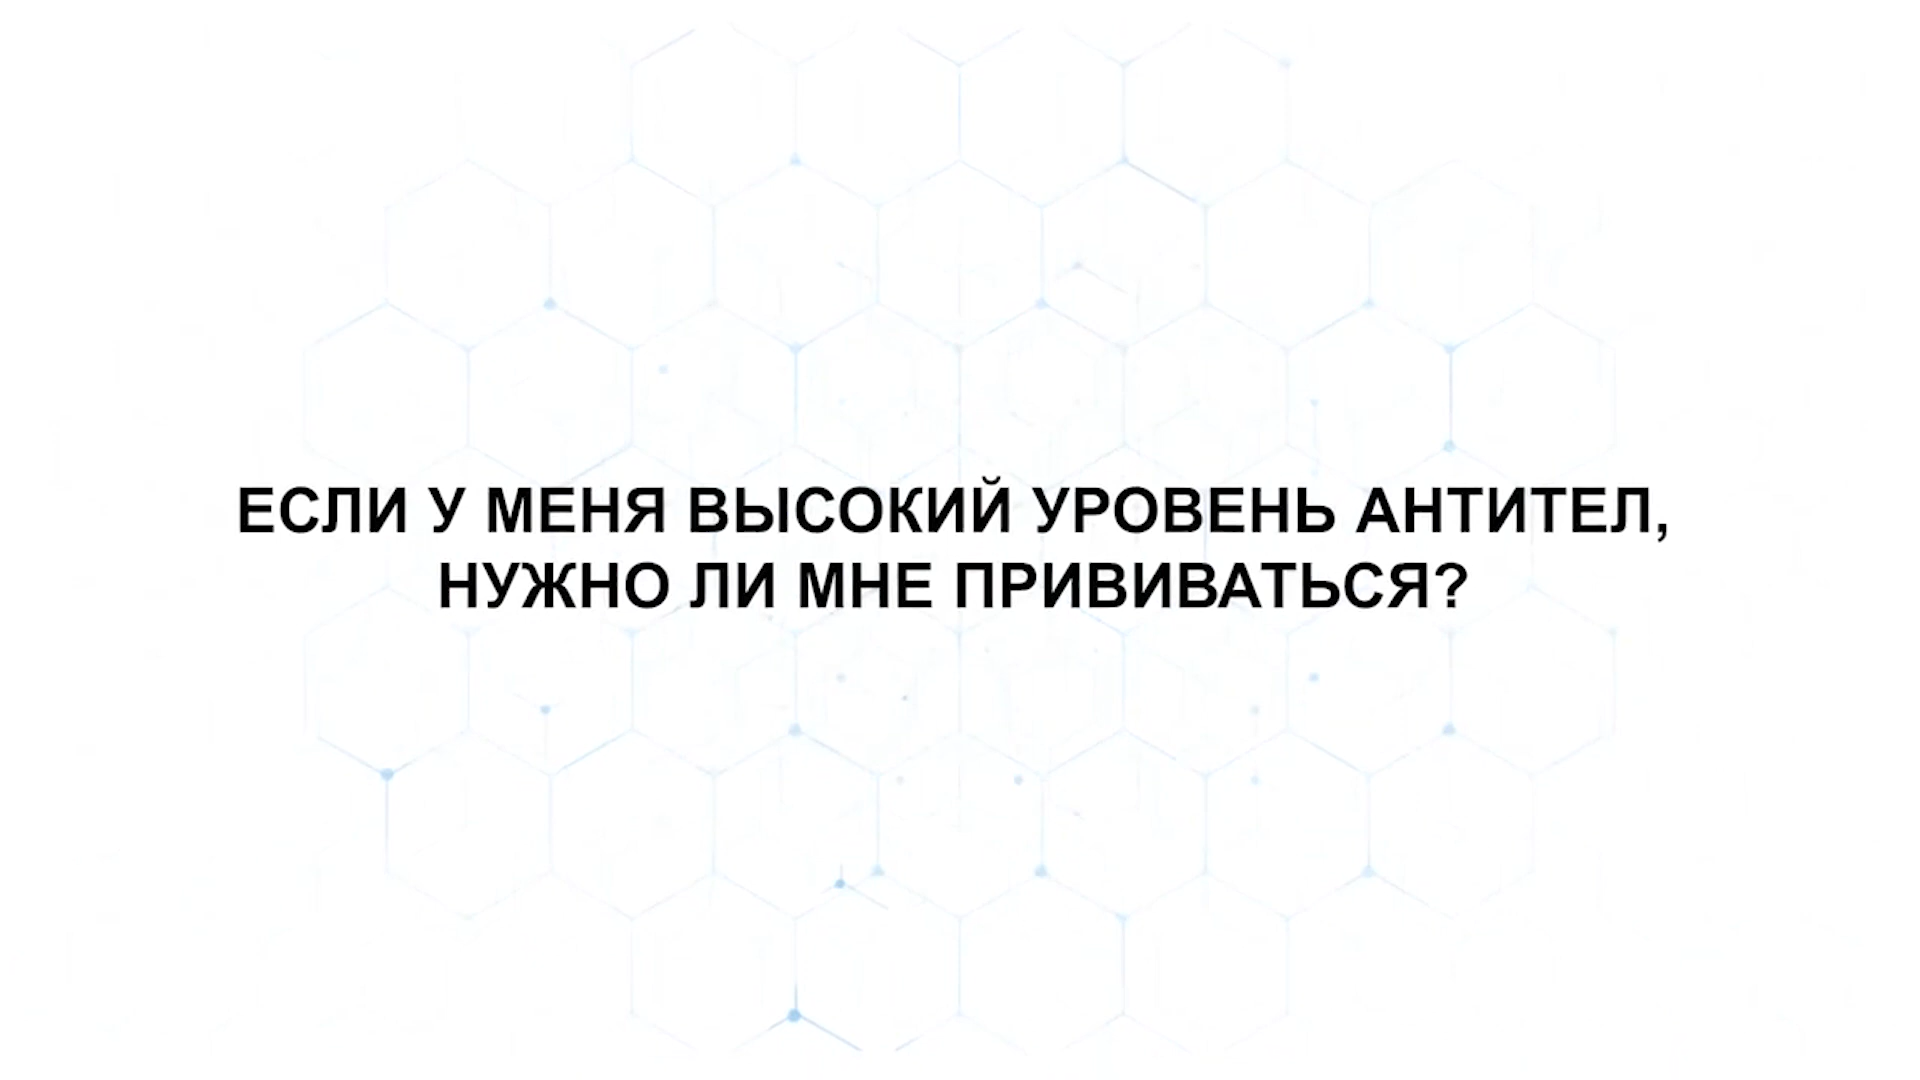 ЕСЛИ У МЕНЯ ВЫСОКИЙ УРОВЕНЬ АНТИТЕЛ,
НУЖНО ЛИ МНЕ ПРИВИВАТЬСЯ?